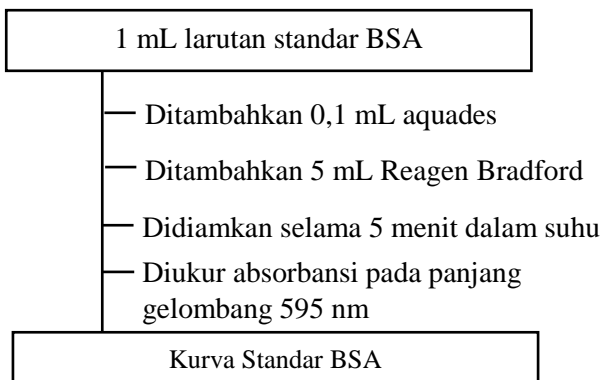 1 mL larutan standar BSA
Ditambahkan 0,1 mL aquades
Ditambahkan 5 mL Reagen Bradford
Didiamkan selama 5 menit dalam suhu
Diukur absorbansi pada panjang
gelombang 595 nm
Kurva Standar BSA